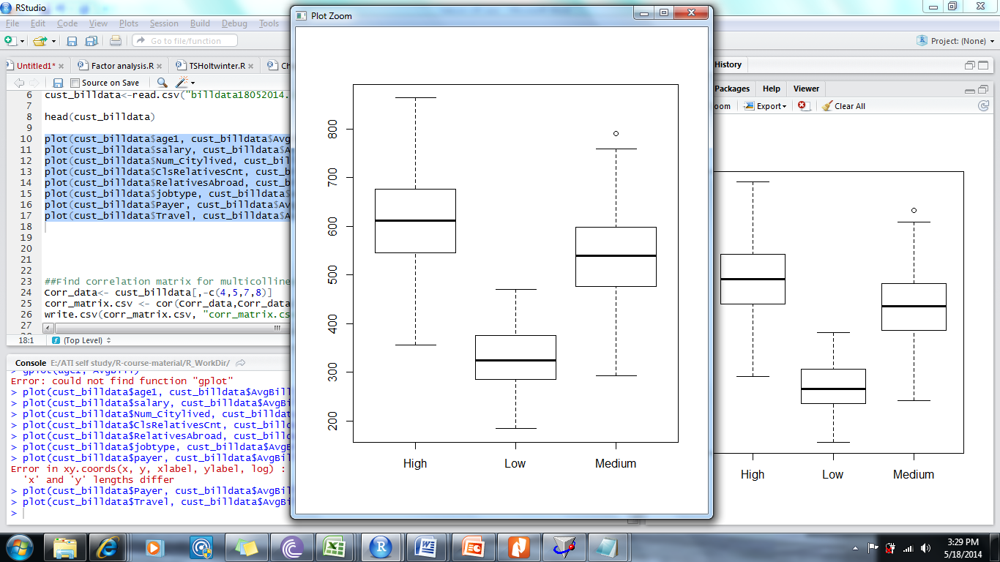 RStudio
File Edit Code View Plots Session Build Debug Tools
Go to file/function
Project: (None)
Untitled1* Factor analysis.R TSHoltwinter.R Ch
Source on Save
6 cust_billdata<-read.csv("billdata18052014.
7
8 head(cust_billdata)
9
10 plot(cust_billdata$age1, cust_billdata$Avg
11 plot(cust_billdata$salary, cust_billdata$A
12 plot(cust_billdata$Num_Citylived, cust_bil
13 plot(cust_billdata$ClsRelativesCnt, cust_b
14 plot(cust_billdata$RelativesAbroad, cust_b
15 plot(cust_billdata$jobtype, cust_billdata$
16 plot(cust_billdata$Payer, cust_billdata$Av
17 plot(cust_billdata$Travel, cust_billdata$A
18
19
20
21
22
23 ##Find correlation matrix for multicolline
24 Corr_data<- cust_billdata[,-c(4,5,7,8)]
25 corr_matrix.csv <- cor(Corr_data,Corr_data
26 write.csv(corr_matrix.csv, "corr_matrix.cs
27
18:1 (Top Level)
Console E:/ATI self study/R-course-material/R_WorkDir/
> gplot(age1, AvgBill)
Error: could not find function "gplot"
> plot(cust_billdata$age1, cust_billdata$AvgBill
> plot(cust_billdata$salary, cust_billdata$AvgBi
> plot(cust_billdata$Num_Citylived, cust_billdat
> plot(cust_billdata$ClsRelativesCnt, cust_billd
> plot(cust_billdata$RelativesAbroad, cust_billd
> plot(cust_billdata$jobtype, cust_billdata$AvgB
> plot(cust_billdata$payer, cust_billdata$AvgBil
Error in xy.coords(x, y, xlabel, ylabel, log) :
'x' and 'y' lengths differ
> plot(cust_billdata$Payer, cust_billdata$AvgBil
> plot(cust_billdata$Travel, cust_billdata$AvgBi
>
Plot Zoom
800
700
600
500
400
300
200
High Low Medium
History
Packages Help Viewer
oom Export Clear All
High Low Medium
3:29 PM
5/18/2014